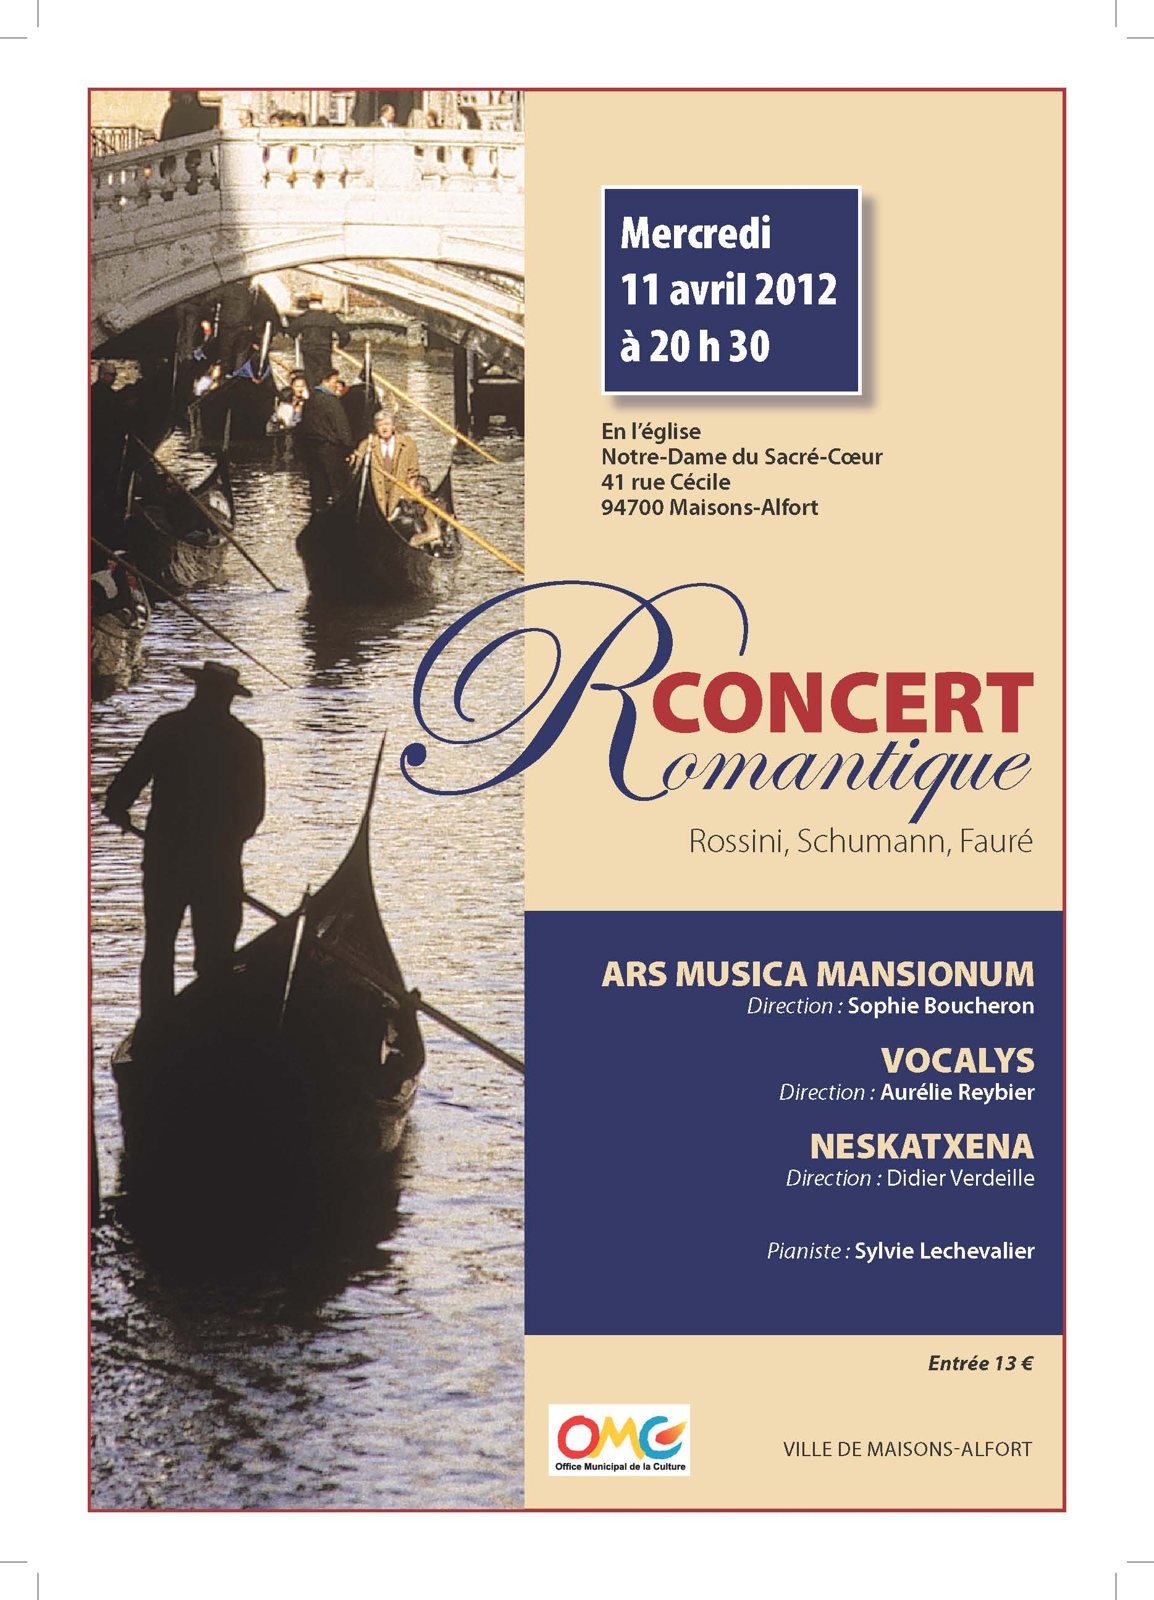 Mercredi
11 avril 2012
à 20 h 30
En l'église
Notre-Dame du Sacré-Cœur
41 rue Cécile
94700 Maisons-Alfort
CONCERT
Romantique
Rossini, Schumann, Fauré
ARS MUSICA MANSIONUM
Direction : Sophie Boucheron
VOCALYS
Direction : Aurélie Reybier
NESKATXENA
Direction : Didier Verdeille
Pianiste : Sylvie Lechevalier
Entrée 13 €
OMC
Office Municipal de la Culture
VILLE DE MAISONS-ALFORT